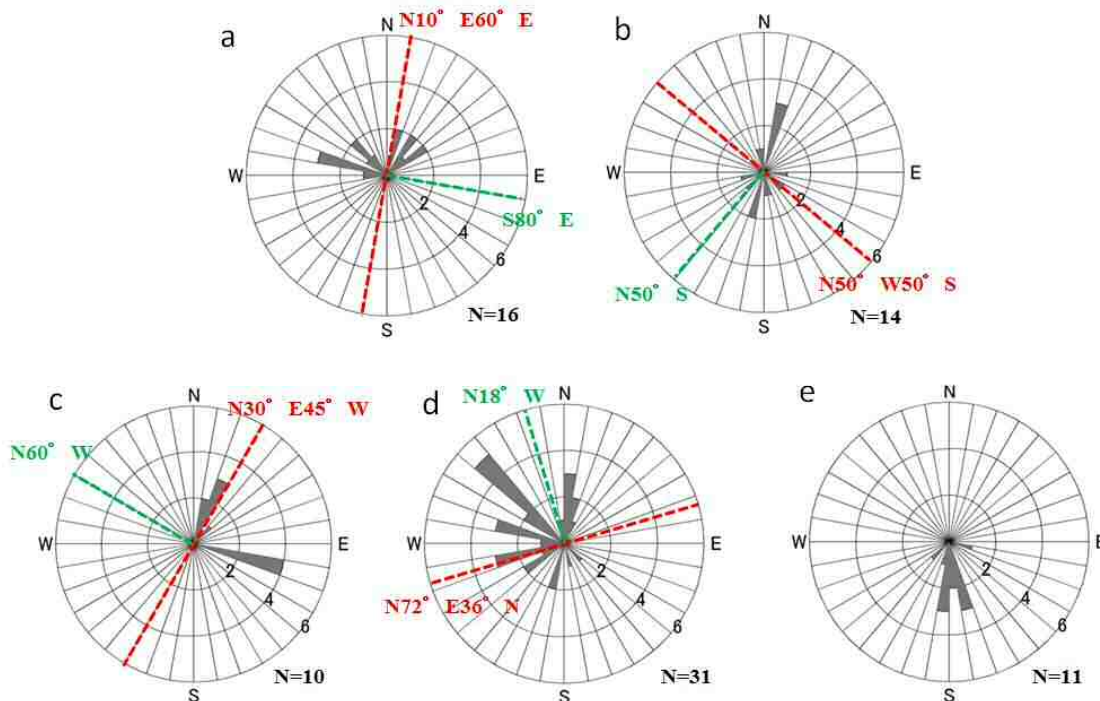 a
N
N10° E60° E
W
E
2
4
6
S80° E
S
N=16
b
N
W
E
2
4
6
N50° S
N50° W50° S
S
N=14
c
N
N30° E45° W
N60° W
W
E
2
4
6
S
N=10
d
N
N18° W
W
E
2
4
6
N72° E36° N
S
N=31
e
N
W
E
2
4
6
S
N=11